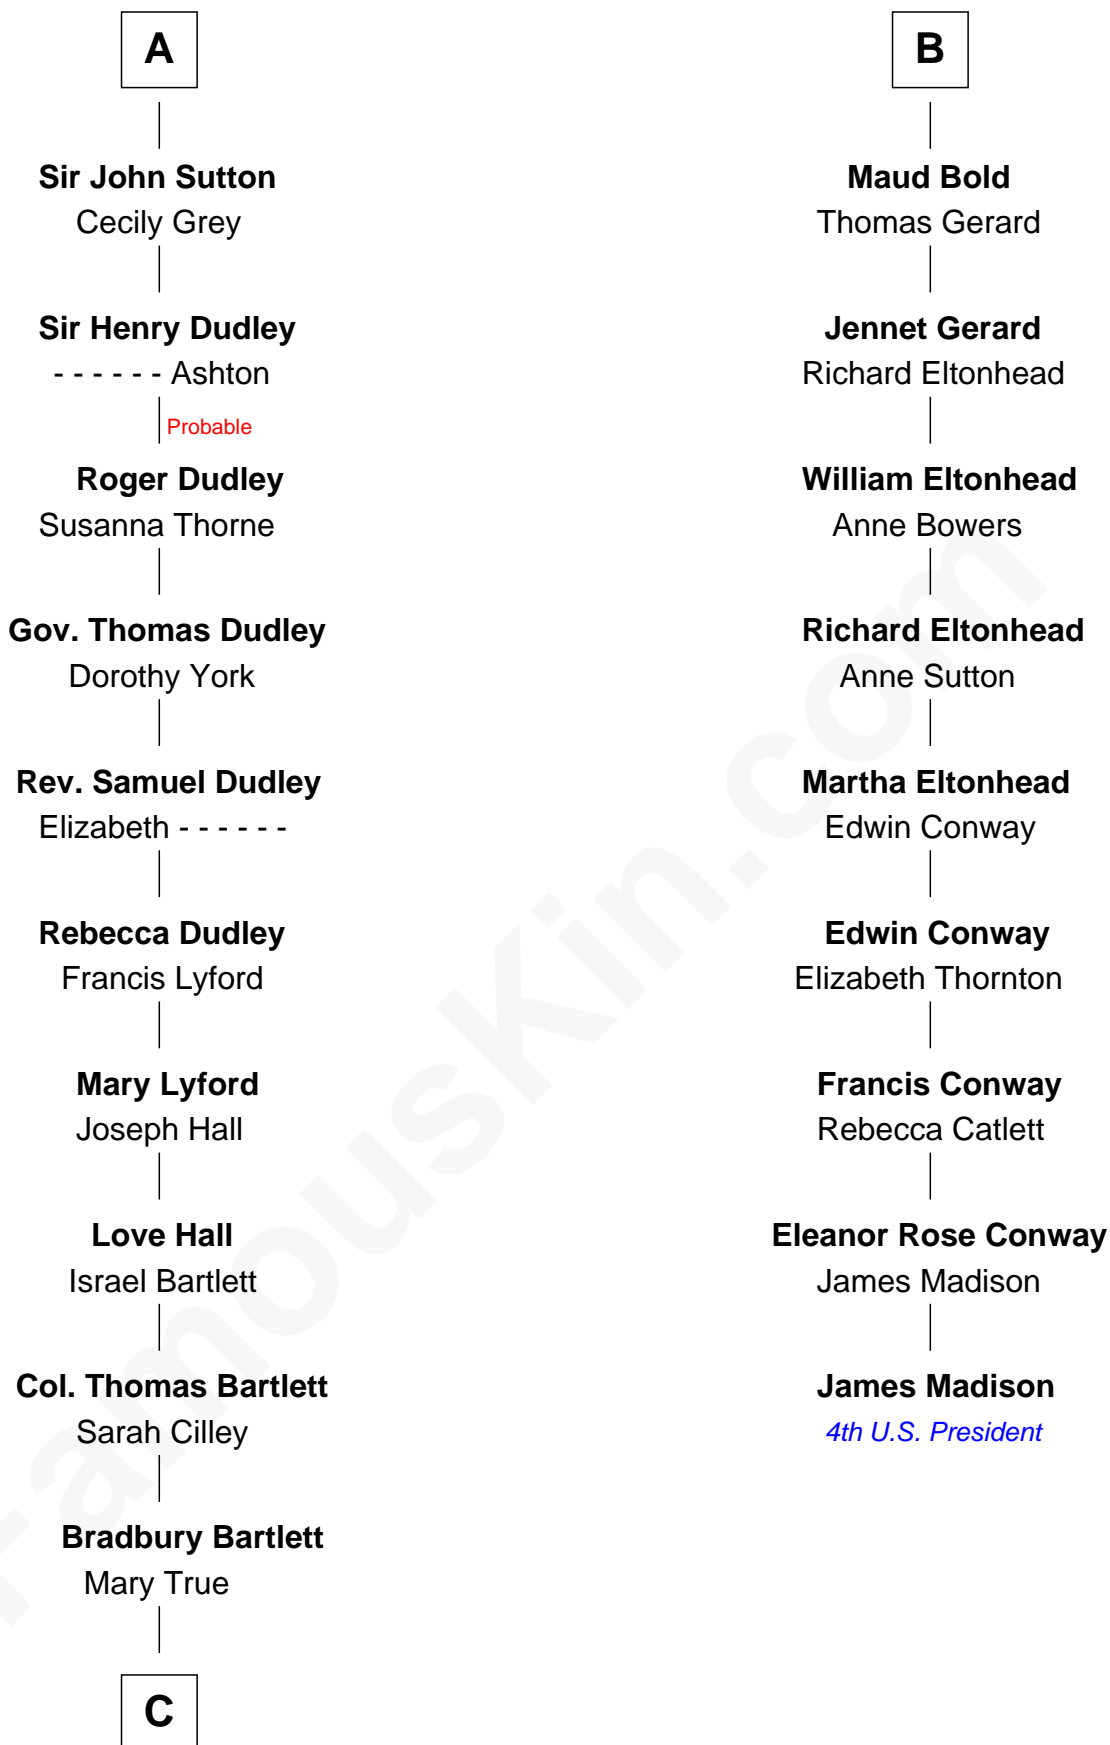 A
Sir John Sutton
Cecily Grey
Sir Henry Dudley
- - - - - - Ashton
Probable
Roger Dudley
Susanna Thorne
Gov. Thomas Dudley
Dorothy York
Rev. Samuel Dudley
Elizabeth - - - - - -
Rebecca Dudley
Francis Lyford
Mary Lyford
Joseph Hall
Love Hall
Israel Bartlett
Col. Thomas Bartlett
Sarah Cilley
Bradbury Bartlett
Mary True
C
B
Maud Bold
Thomas Gerard
Jennet Gerard
Richard Eltonhead
William Eltonhead
Anne Bowers
Richard Eltonhead
Anne Sutton
Martha Eltonhead
Edwin Conway
Edwin Conway
Elizabeth Thornton
Francis Conway
Rebecca Catlett
Eleanor Rose Conway
James Madison
James Madison
4th U.S. President
FamousKin.com